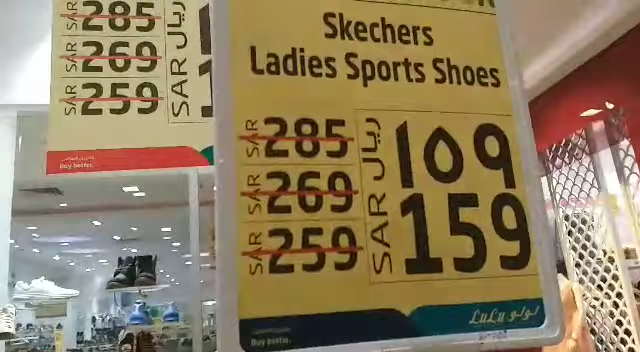 Skechers
Ladies Sports Shoes
SAR 285
SAR 269
SAR 259
ريال ١٥٩
SAR 159
Buy better.
لولو LuLu
SAR 285
SAR 269
SAR 259
ريال
SAR
Buy better.